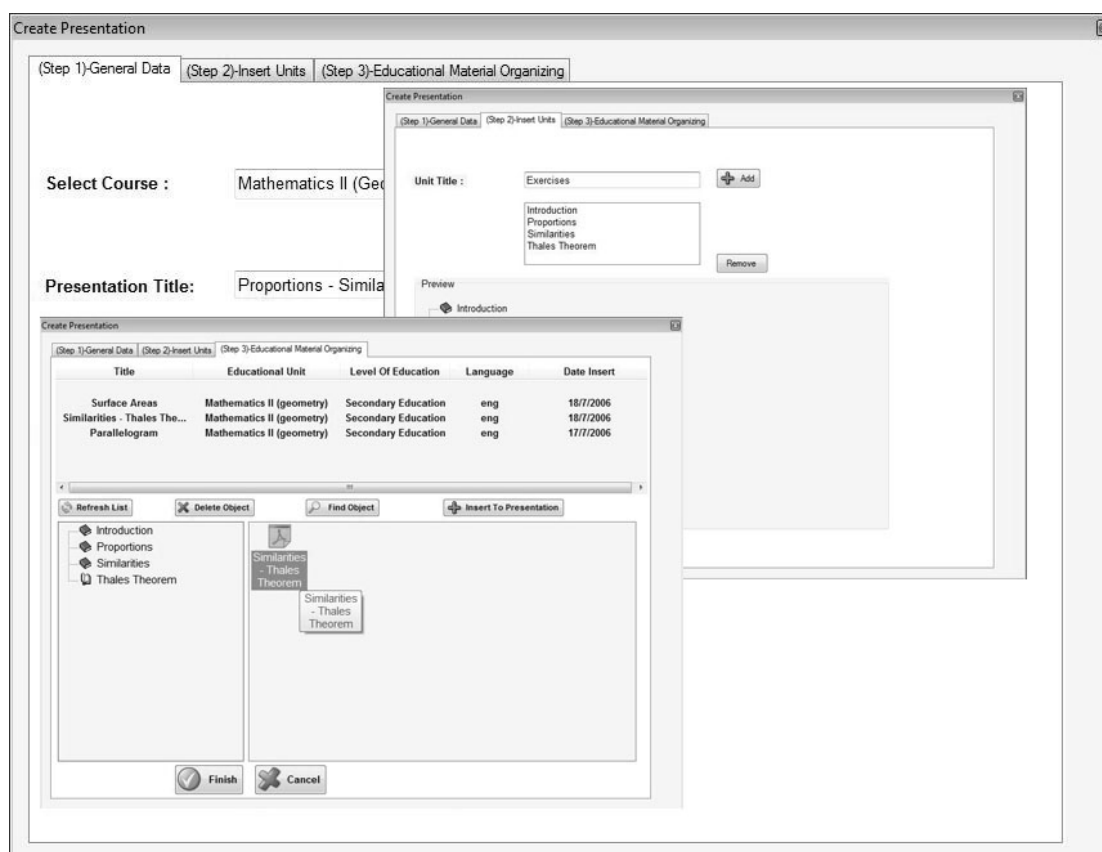 Create Presentation
(Step 1)-General Data (Step 2)-Insert Units (Step 3)-Educational Material Organizing
Select Course : Mathematics II (Geo
Presentation Title: Proportions - Simila
Create Presentation
(Step 1)-General Data (Step 2)-Insert Units (Step 3)-Educational Material Organizing
Unit Title : Exercises Add
Introduction
Proportions
Similarities
Thales Theorem
Remove
Preview
Introduction
Create Presentation
(Step 1)-General Data (Step 2)-Insert Units (Step 3)-Educational Material Organizing
Title Educational Unit Level Of Education Language Date Insert
Surface Areas Mathematics II (geometry) Secondary Education eng 18/7/2006
Similarities - Thales The... Mathematics II (geometry) Secondary Education eng 18/7/2006
Parallelogram Mathematics II (geometry) Secondary Education eng 17/7/2006
Refresh List Delete Object Find Object Insert To Presentation
Introduction
Proportions
Similarities
Thales Theorem
Similarities
- Thales
Theorem
Similarities
- Thales
Theorem
Finish Cancel